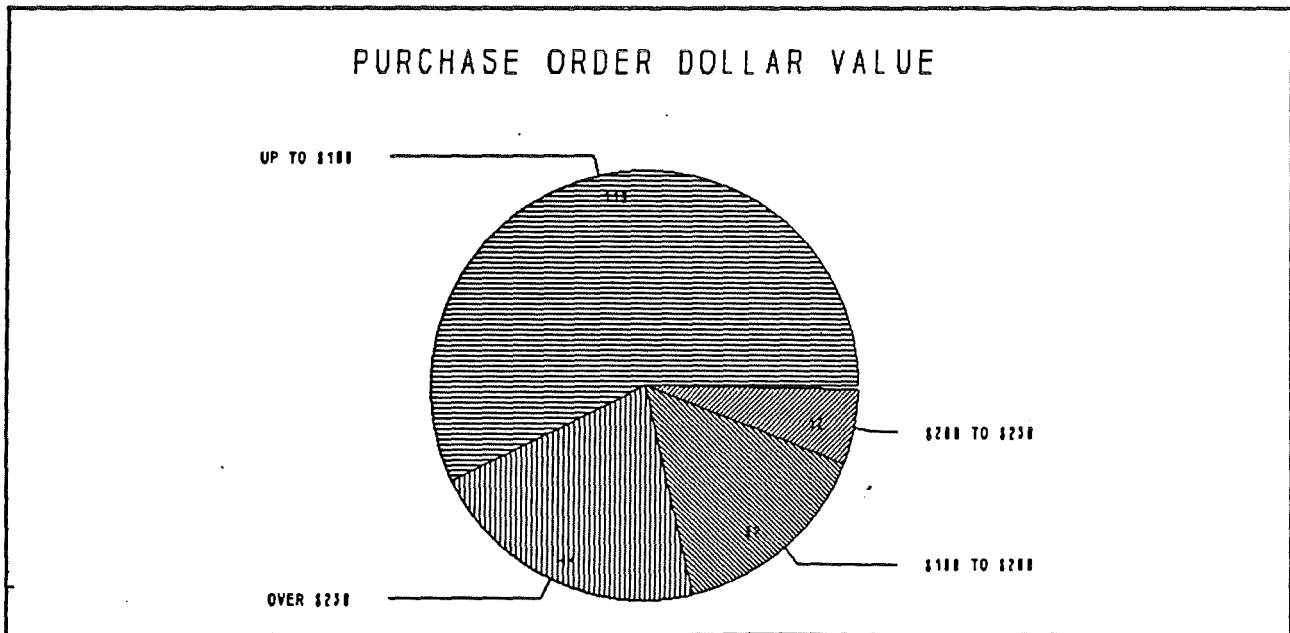 PURCHASE ORDER DOLLAR VALUE
UP TO $100
$200 TO $250
$100 TO $200
OVER $250